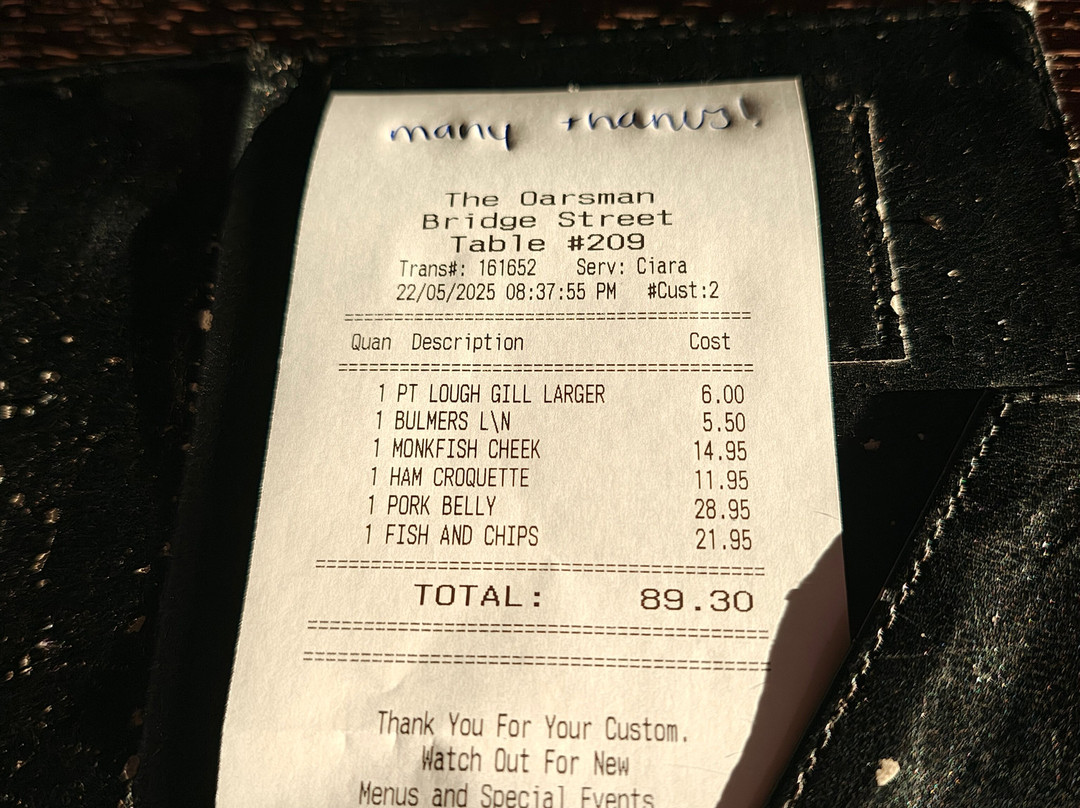 many thanks!
The Oarsman
Bridge Street
Table #209
Trans#: 161652 Serv: Ciara
22/05/2025 08:37:55 PM #Cust:2
========================================
Quan Description Cost
========================================
1 PT LOUGH GILL LARGER 6.00
1 BULMERS L\N 5.50
1 MONKFISH CHEEK 14.95
1 HAM CROQUETTE 11.95
1 PORK BELLY 28.95
1 FISH AND CHIPS 21.95
========================================
TOTAL: 89.30
========================================
========================================
Thank You For Your Custom.
Watch Out For New
Menus and Special Events